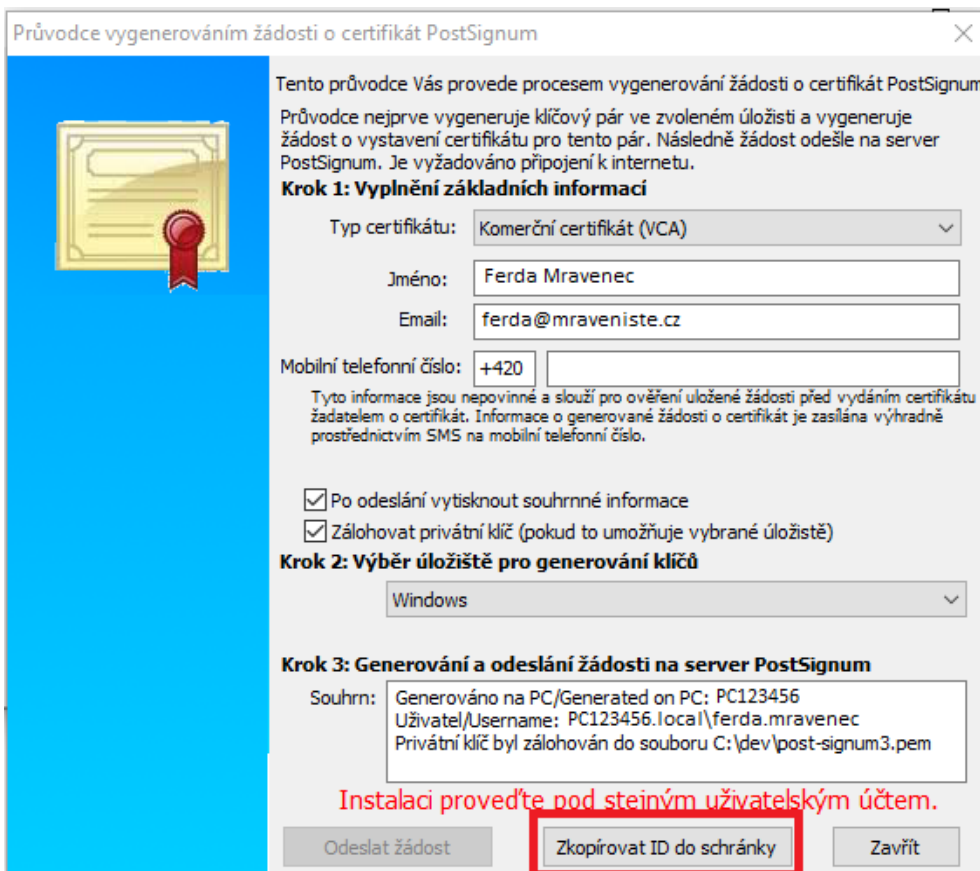 Průvodce vygenerováním žádosti o certifikát PostSignum
Tento průvodce Vás provede procesem vygenerování žádosti o certifikát PostSignum
Průvodce nejprve vygeneruje klíčový pár ve zvoleném úložisti a vygeneruje
žádost o vystavení certifikátu pro tento pár. Následně žádost odešle na server
PostSignum. Je vyžadováno připojení k internetu.
Krok 1: Vyplnění základních informací
Typ certifikátu: Komerční certifikát (VCA)
Jméno: Ferda Mravenec
Email: ferda@mraveniste.cz
Mobilní telefonní číslo: +420
Tyto informace jsou nepovinné a slouží pro ověření uložené žádosti před vydáním certifikátu
žadatelem o certifikát. Informace o generované žádosti o certifikát je zasílána výhradně
prostřednictvím SMS na mobilní telefonní číslo.
Po odeslání vytisknout souhrnné informace
Zálohovat privátní klíč (pokud to umožňuje vybrané úložistě)
Krok 2: Výběr úložiště pro generování klíčů
Windows
Krok 3: Generování a odeslání žádosti na server PostSignum
Souhrn: Generováno na PC/Generated on PC: PC123456
Uživatel/Username: PC123456.local\ferda.mravenec
Privátní klíč byl zálohován do souboru C:\dev\post-signum3.pem
Instalaci proveďte pod stejným uživatelským účtem.
Odeslat žádost Zkopírovat ID do schránky Zavřít